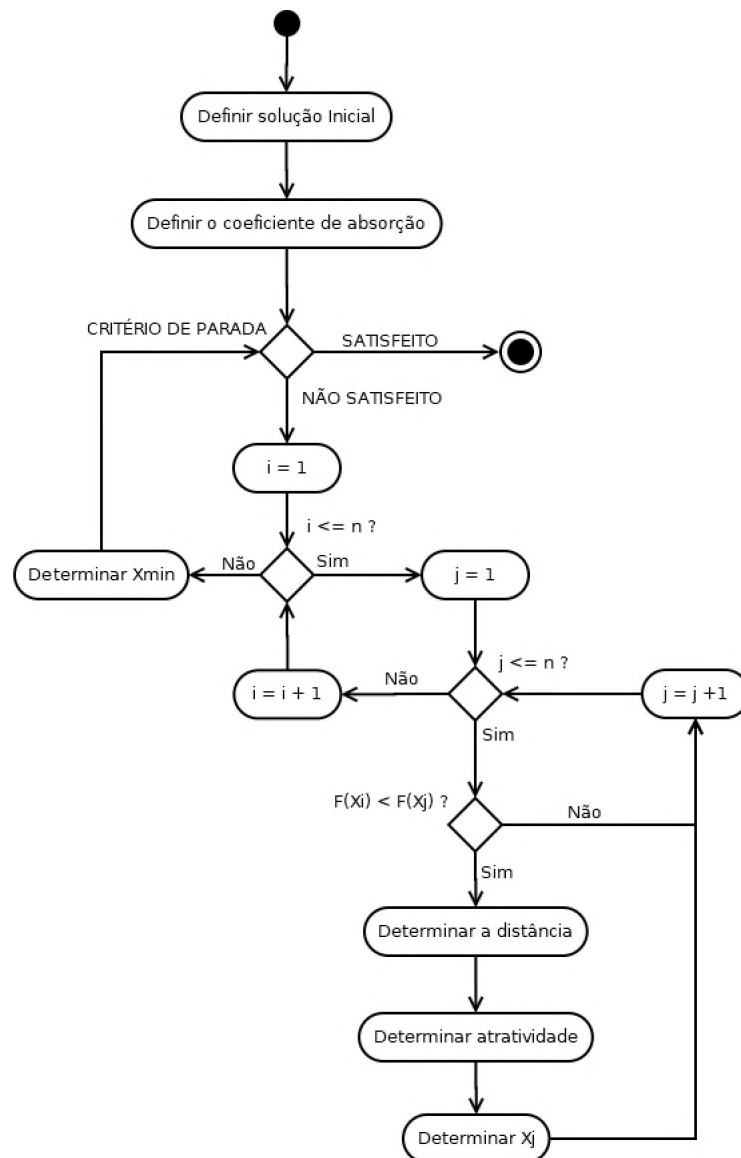 Definir solução Inicial
Definir o coeficiente de absorção
CRITÉRIO DE PARADA
SATISFEITO
NÃO SATISFEITO
i = 1
i <= n ?
Determinar Xmin
Não
Sim
j = 1
j <= n ?
i = i + 1
Não
j = j +1
Sim
F(Xi) < F(Xj) ?
Não
Sim
Determinar a distância
Determinar atratividade
Determinar Xj